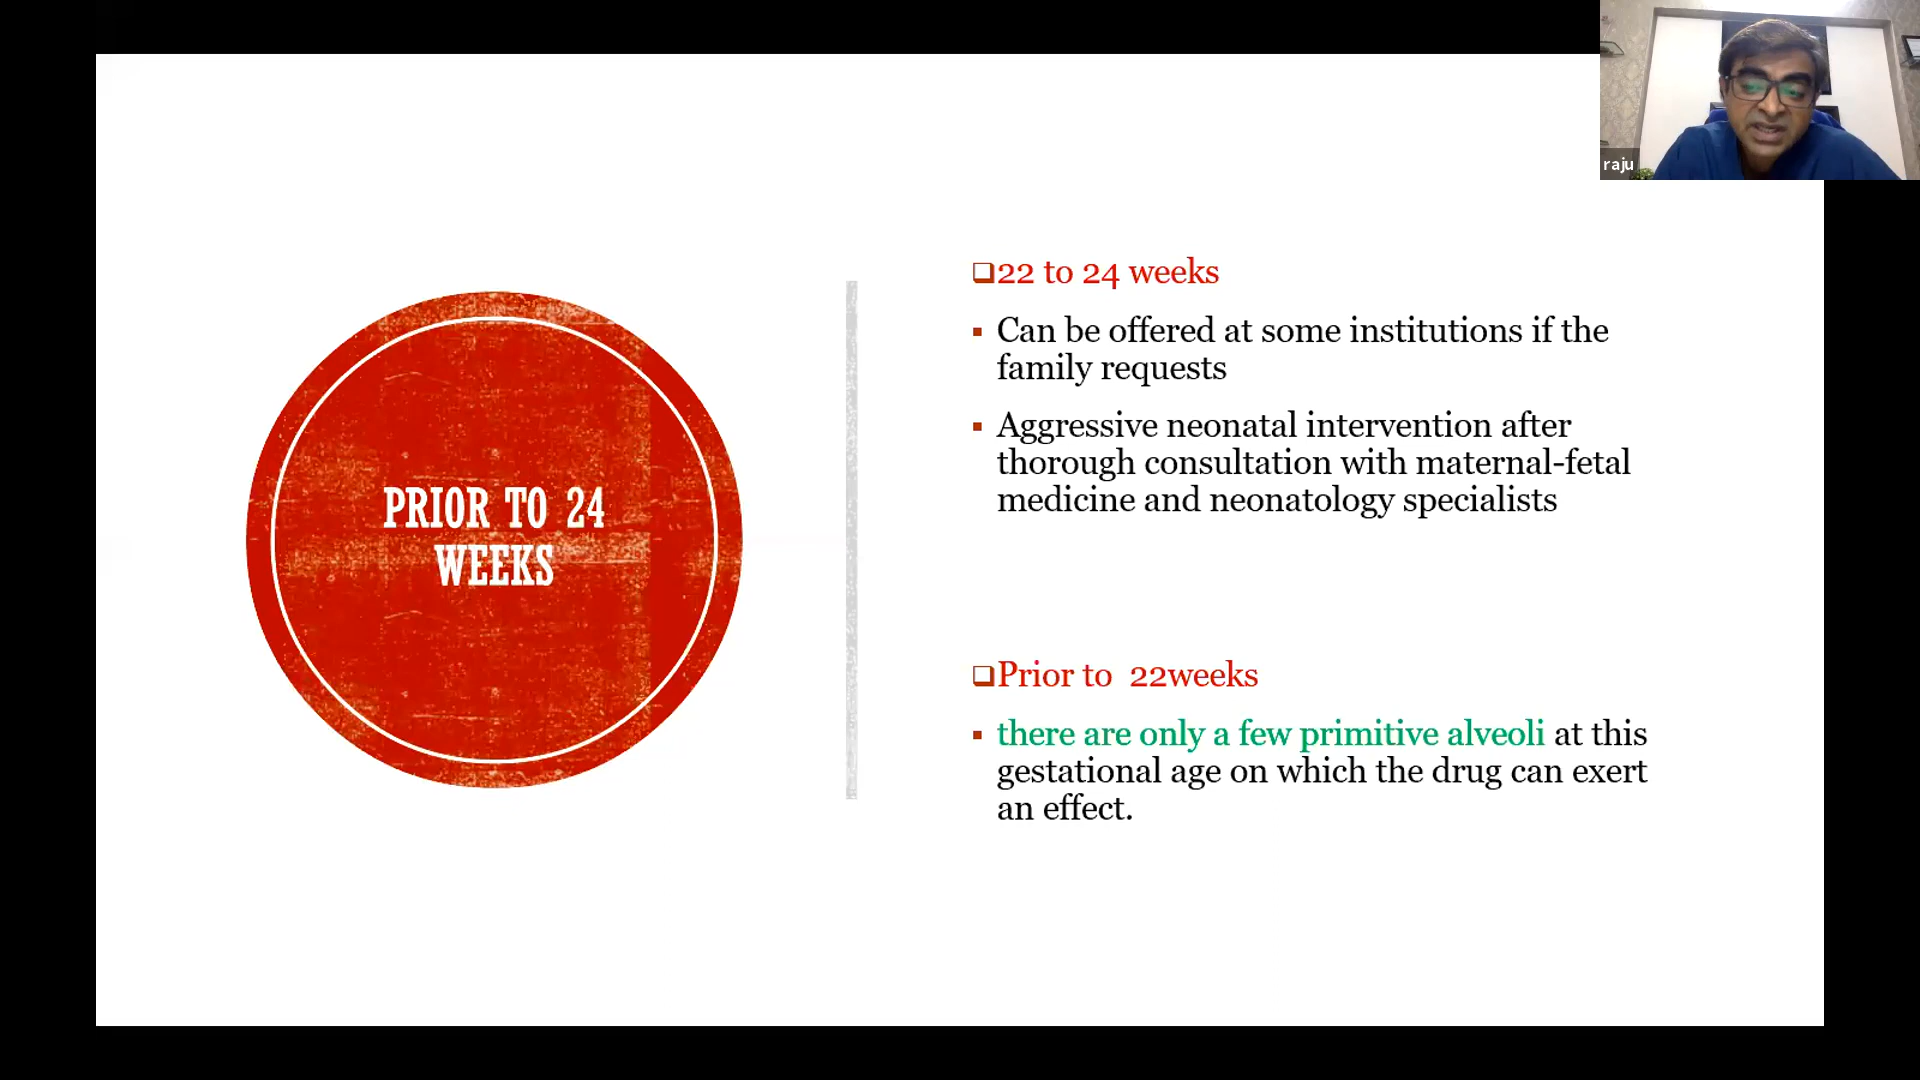 raju
PRIOR TO 24
WEEKS
22 to 24 weeks
Can be offered at some institutions if the
family requests
Aggressive neonatal intervention after
thorough consultation with maternal-fetal
medicine and neonatology specialists
Prior to 22weeks
there are only a few primitive alveoli at this
gestational age on which the drug can exert
an effect.